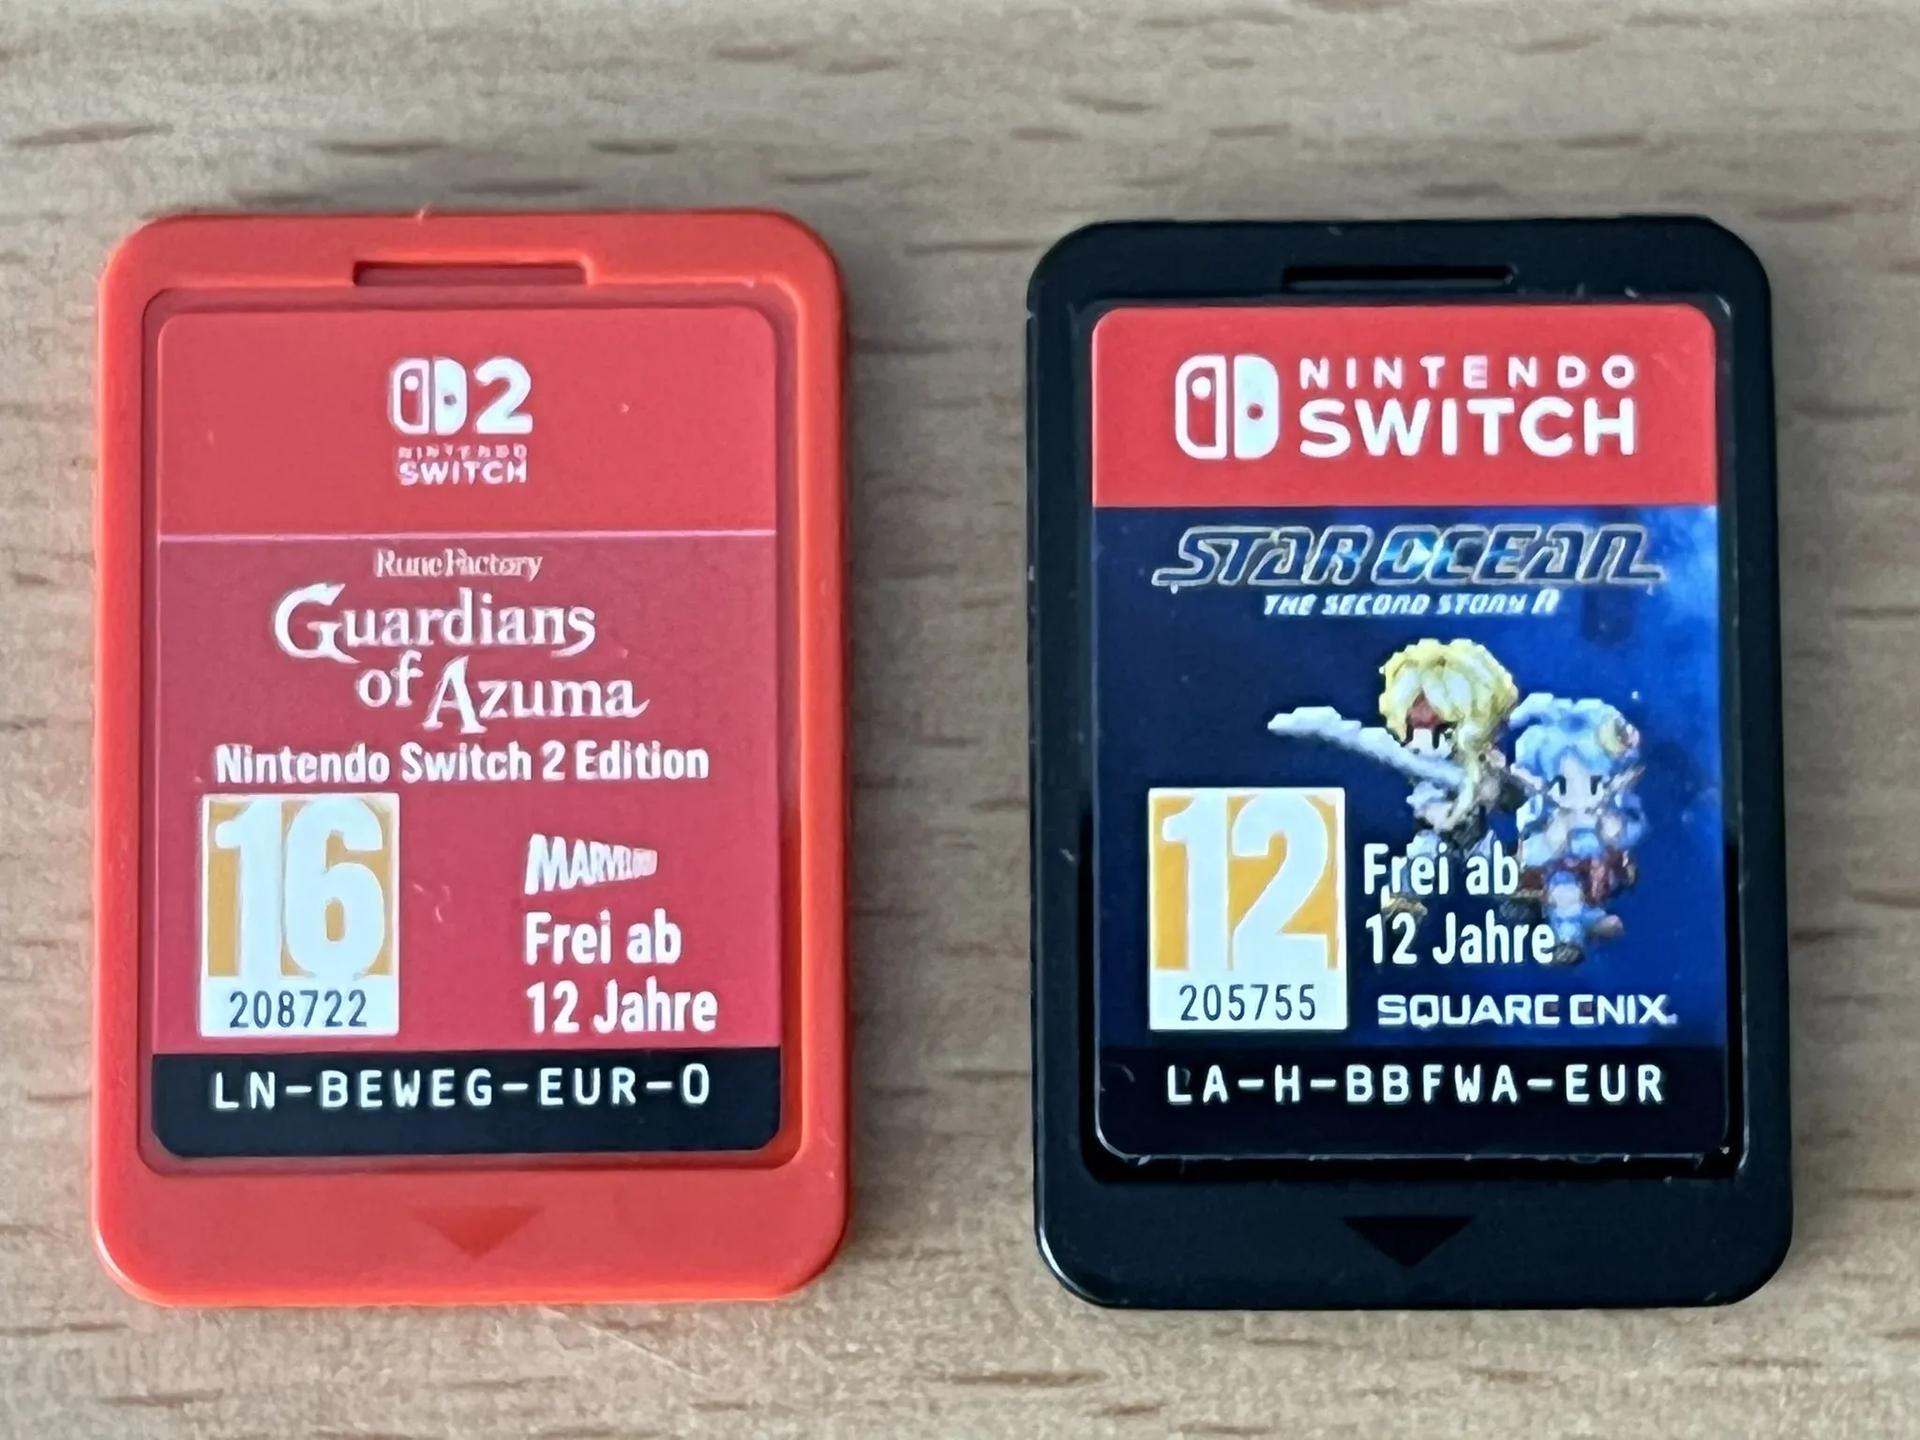 2
NINTENDO
SWITCH
Rune Factory
Guardians
of Azuma
Nintendo Switch 2 Edition
16
208722
MARVELOUS
Frei ab
12 Jahre
LN-BEWEG-EUR-0
NINTENDO
SWITCH
STAR OCEAN
THE SECOND STORY R
12
205755
Frei ab
12 Jahre
SQUARE ENIX.
LA-H-BBFWA-EUR